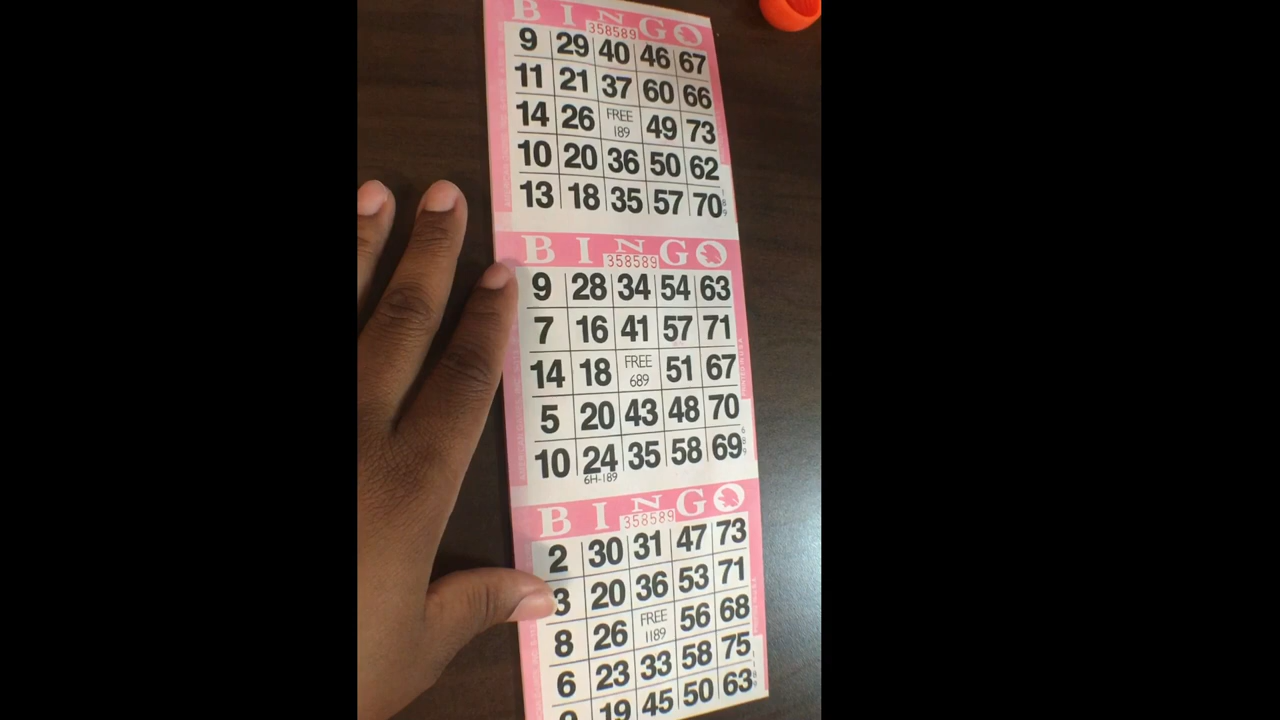 BINGO
358589
9 29 40 46 67
11 21 37 60 66
14 26 FREE 189 49 73
10 20 36 50 62
13 18 35 57 70
189
BINGO
358589
9 28 34 54 63
7 16 41 57 71
14 18 FREE 689 51 67
5 20 43 48 70
10 24 35 58 69
689
6H-189
BINGO
358589
2 30 31 47 73
3 20 36 53 71
8 26 FREE 1189 56 68
6 23 33 58 75
19 45 50 63
1189